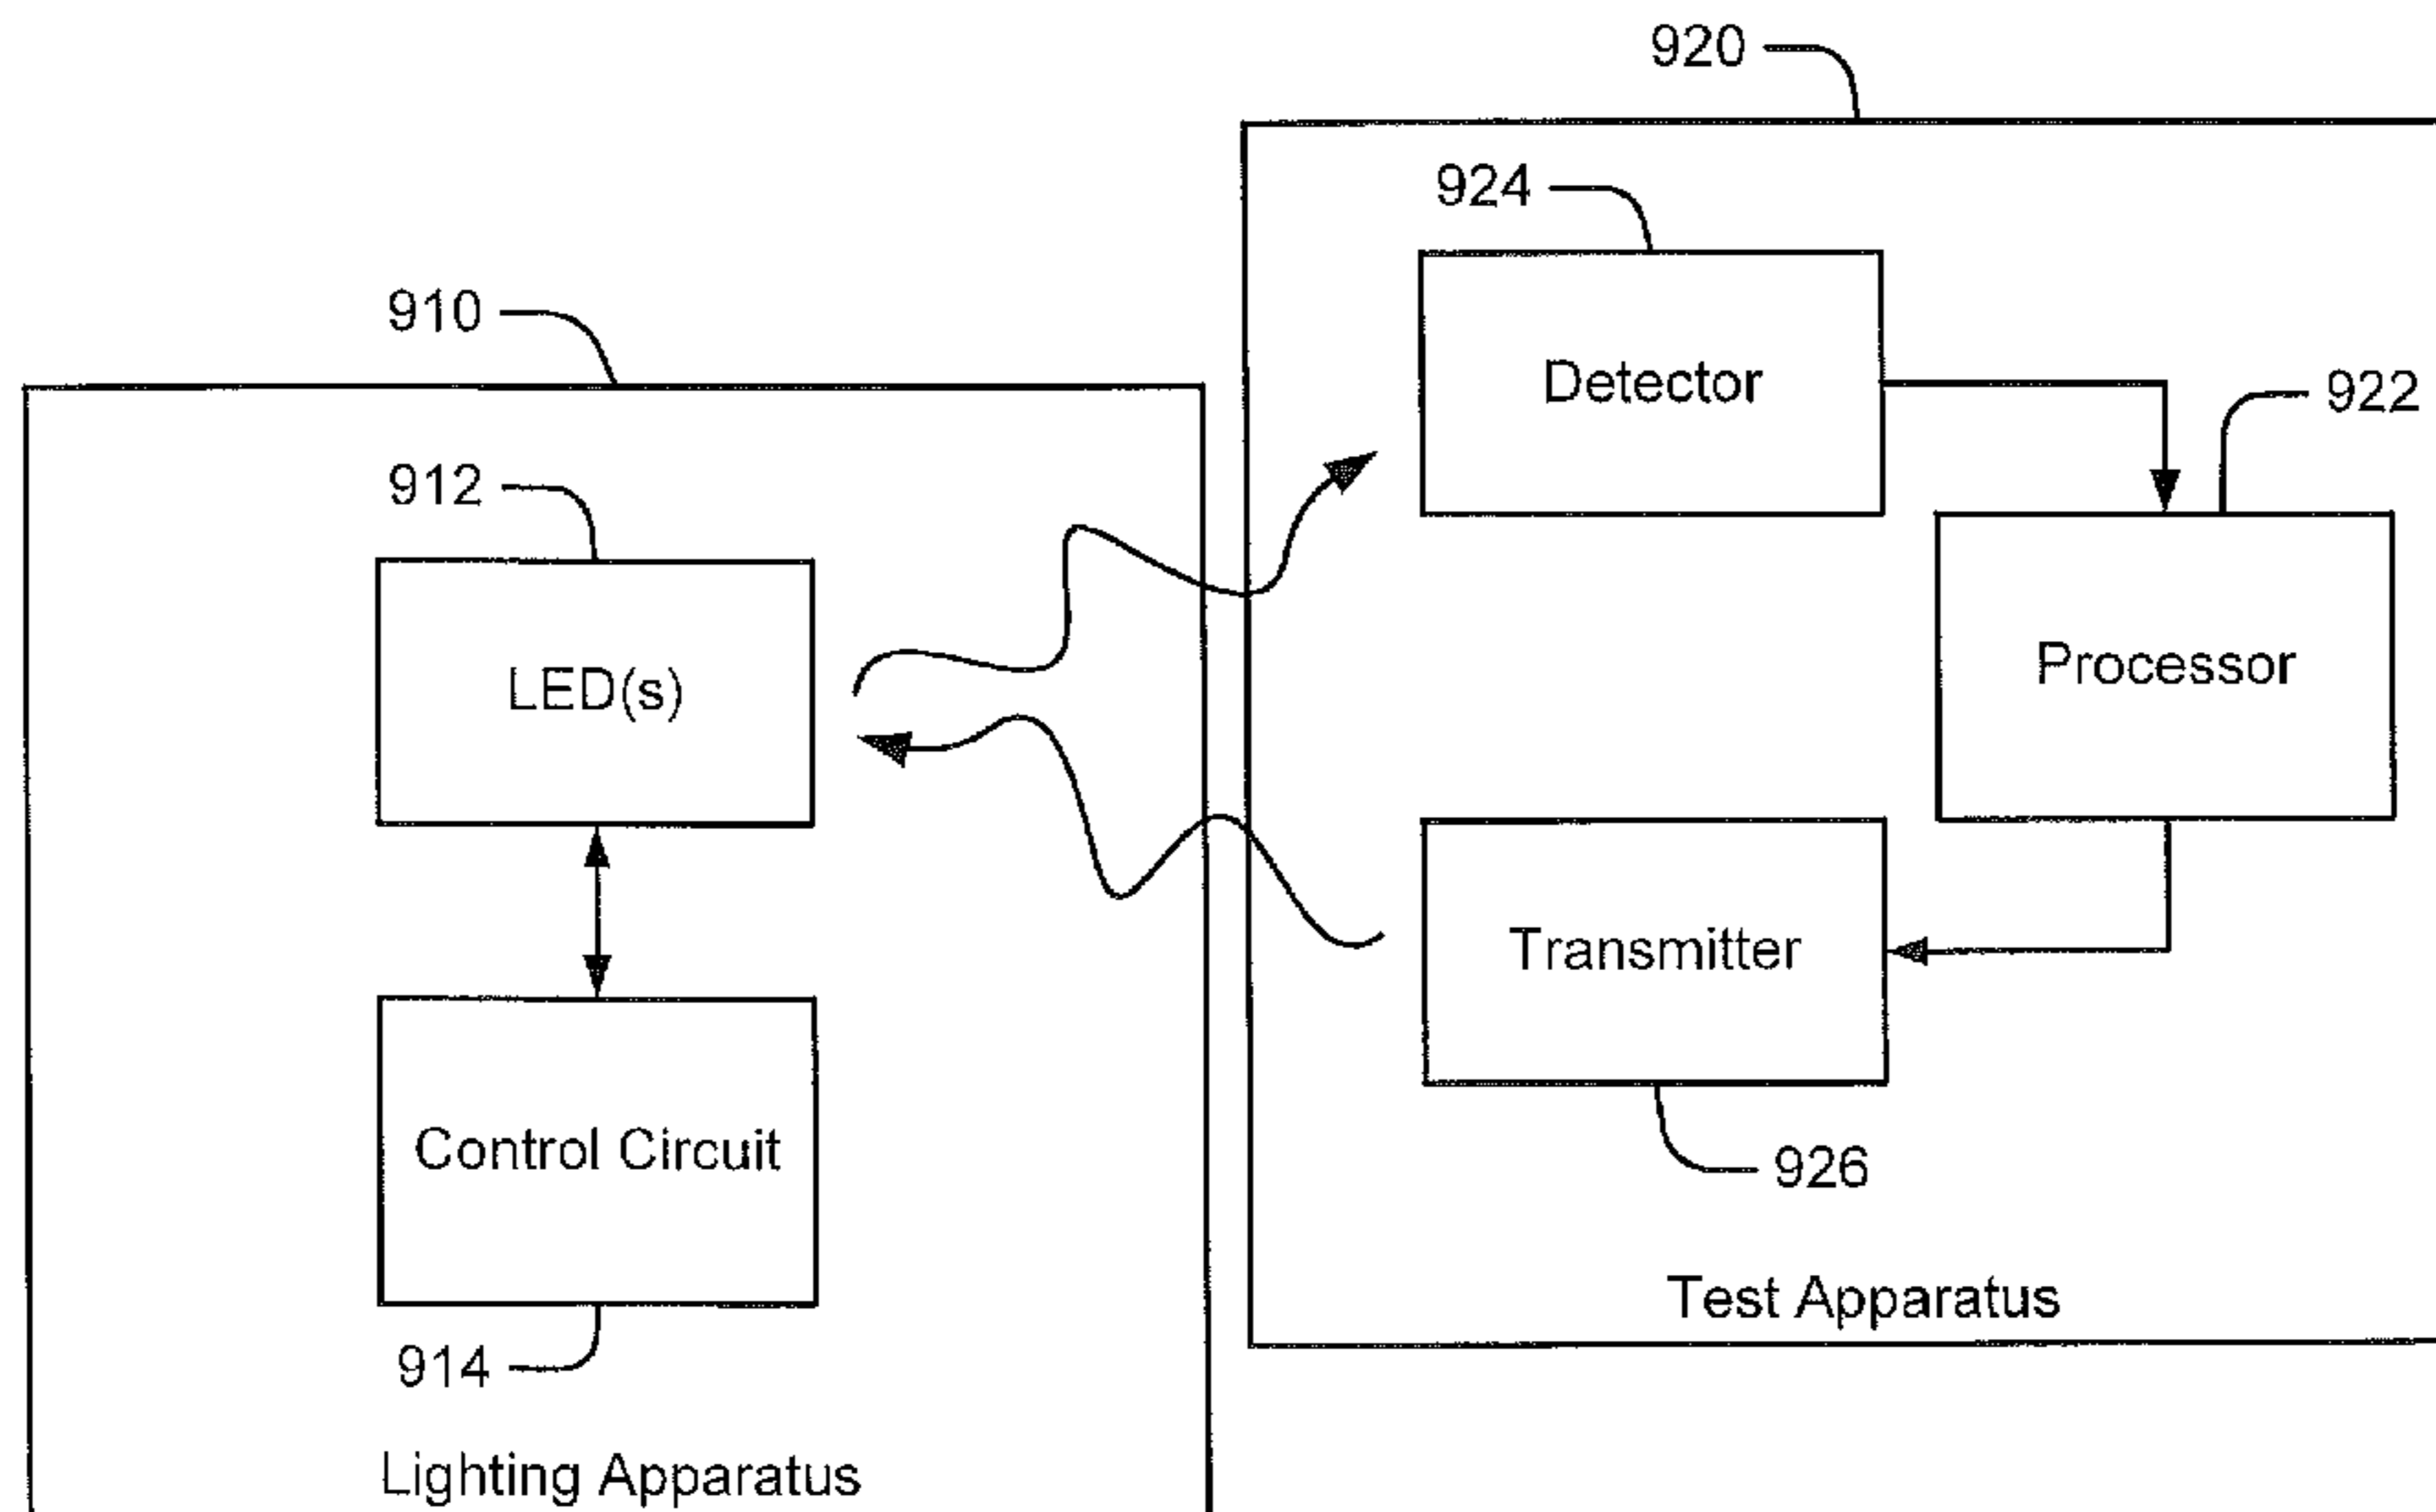 920
924
910
Detector
922
912
Processor
LED(s)
Transmitter
Control Circuit
926
Test Apparatus
914
Lighting Apparatus